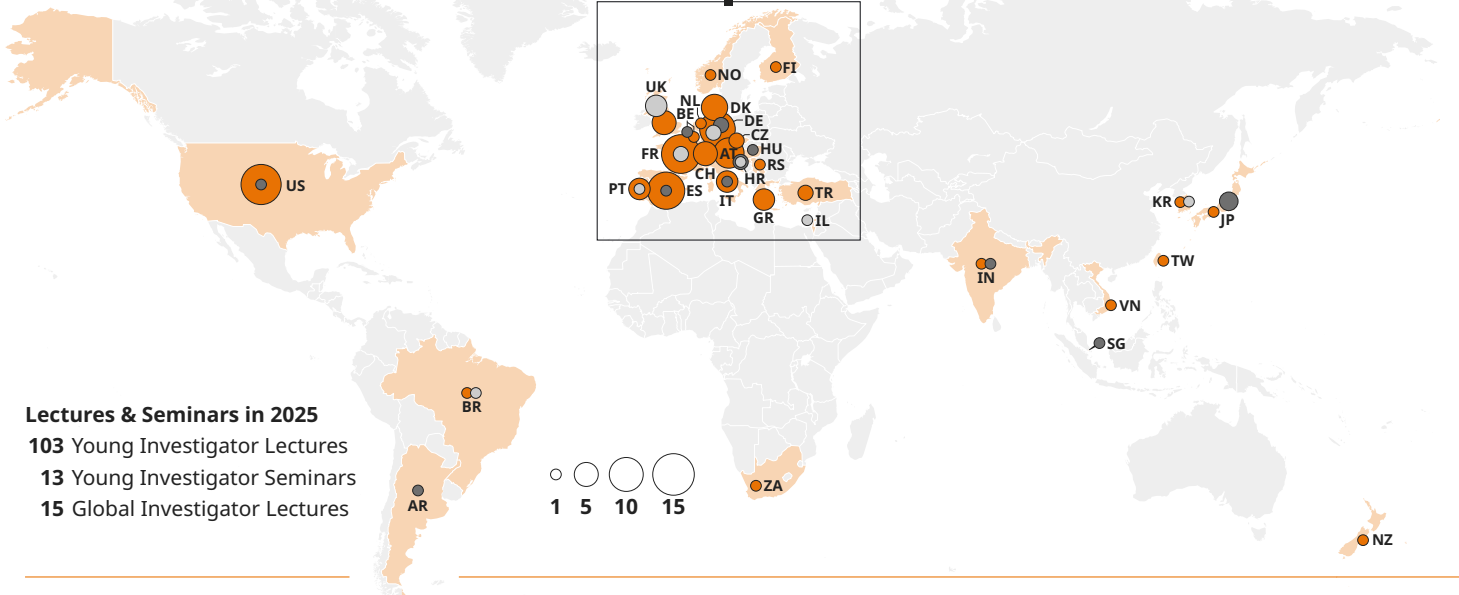 NO
FI
UK
NL
DK
BE
DE
CZ
FR
AT
HU
RS
CH
HR
PT
ES
IT
TR
GR
IL
US
KR
JP
TW
IN
VN
SG
BR
AR
ZA
NZ
Lectures & Seminars in 2025
103 Young Investigator Lectures
13 Young Investigator Seminars
15 Global Investigator Lectures
1 5 10 15